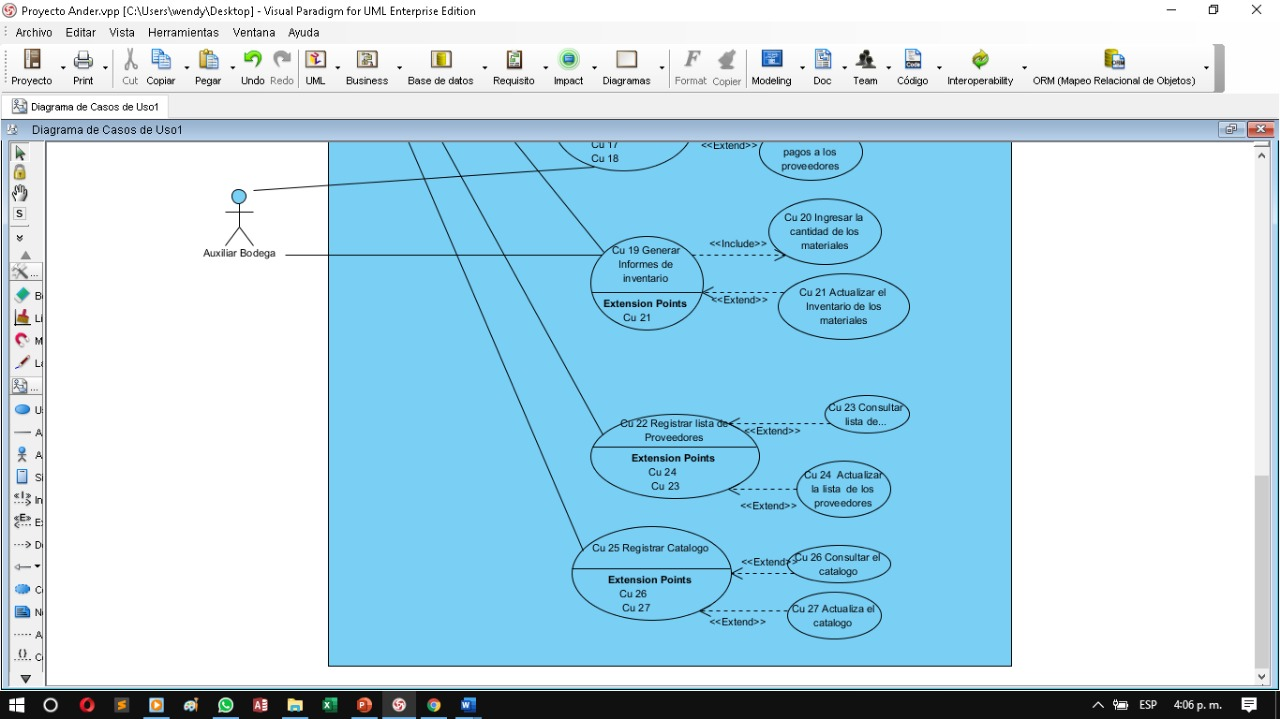 Proyecto Ander.vpp [C:\Users\wendy\Desktop] - Visual Paradigm for UML Enterprise Edition
Archivo Editar Vista Herramientas Ventana Ayuda
Proyecto Print Cut Copiar Pegar Undo Redo UML Business Base de datos Requisito Impact Diagramas Format Copier Modeling Doc Team Código Interoperability ORM (Mapeo Relacional de Objetos)
Diagrama de Casos de Uso1
Diagrama de Casos de Uso1
Cu 17
Cu 18
<<Extend>>
pagos a los
proveedores
Auxiliar Bodega
Cu 19 Generar
Informes de
inventario
Extension Points
Cu 21
<<Include>>
Cu 20 Ingresar la
cantidad de los
materiales
<<Extend>>
Cu 21 Actualizar el
Inventario de los
materiales
Cu 22 Registrar lista de
Proveedores
Extension Points
Cu 24
Cu 23
<<Extend>>
Cu 23 Consultar
lista de...
<<Extend>>
Cu 24 Actualizar
la lista de los
proveedores
Cu 25 Registrar Catalogo
Extension Points
Cu 26
Cu 27
<<Extend>>
Cu 26 Consultar el
catalogo
<<Extend>>
Cu 27 Actualiza el
catalogo
S
...
B
Li
M
L
...
U
A
A
Si
In
E
D
C
N
A
C
ESP 4:06 p. m.